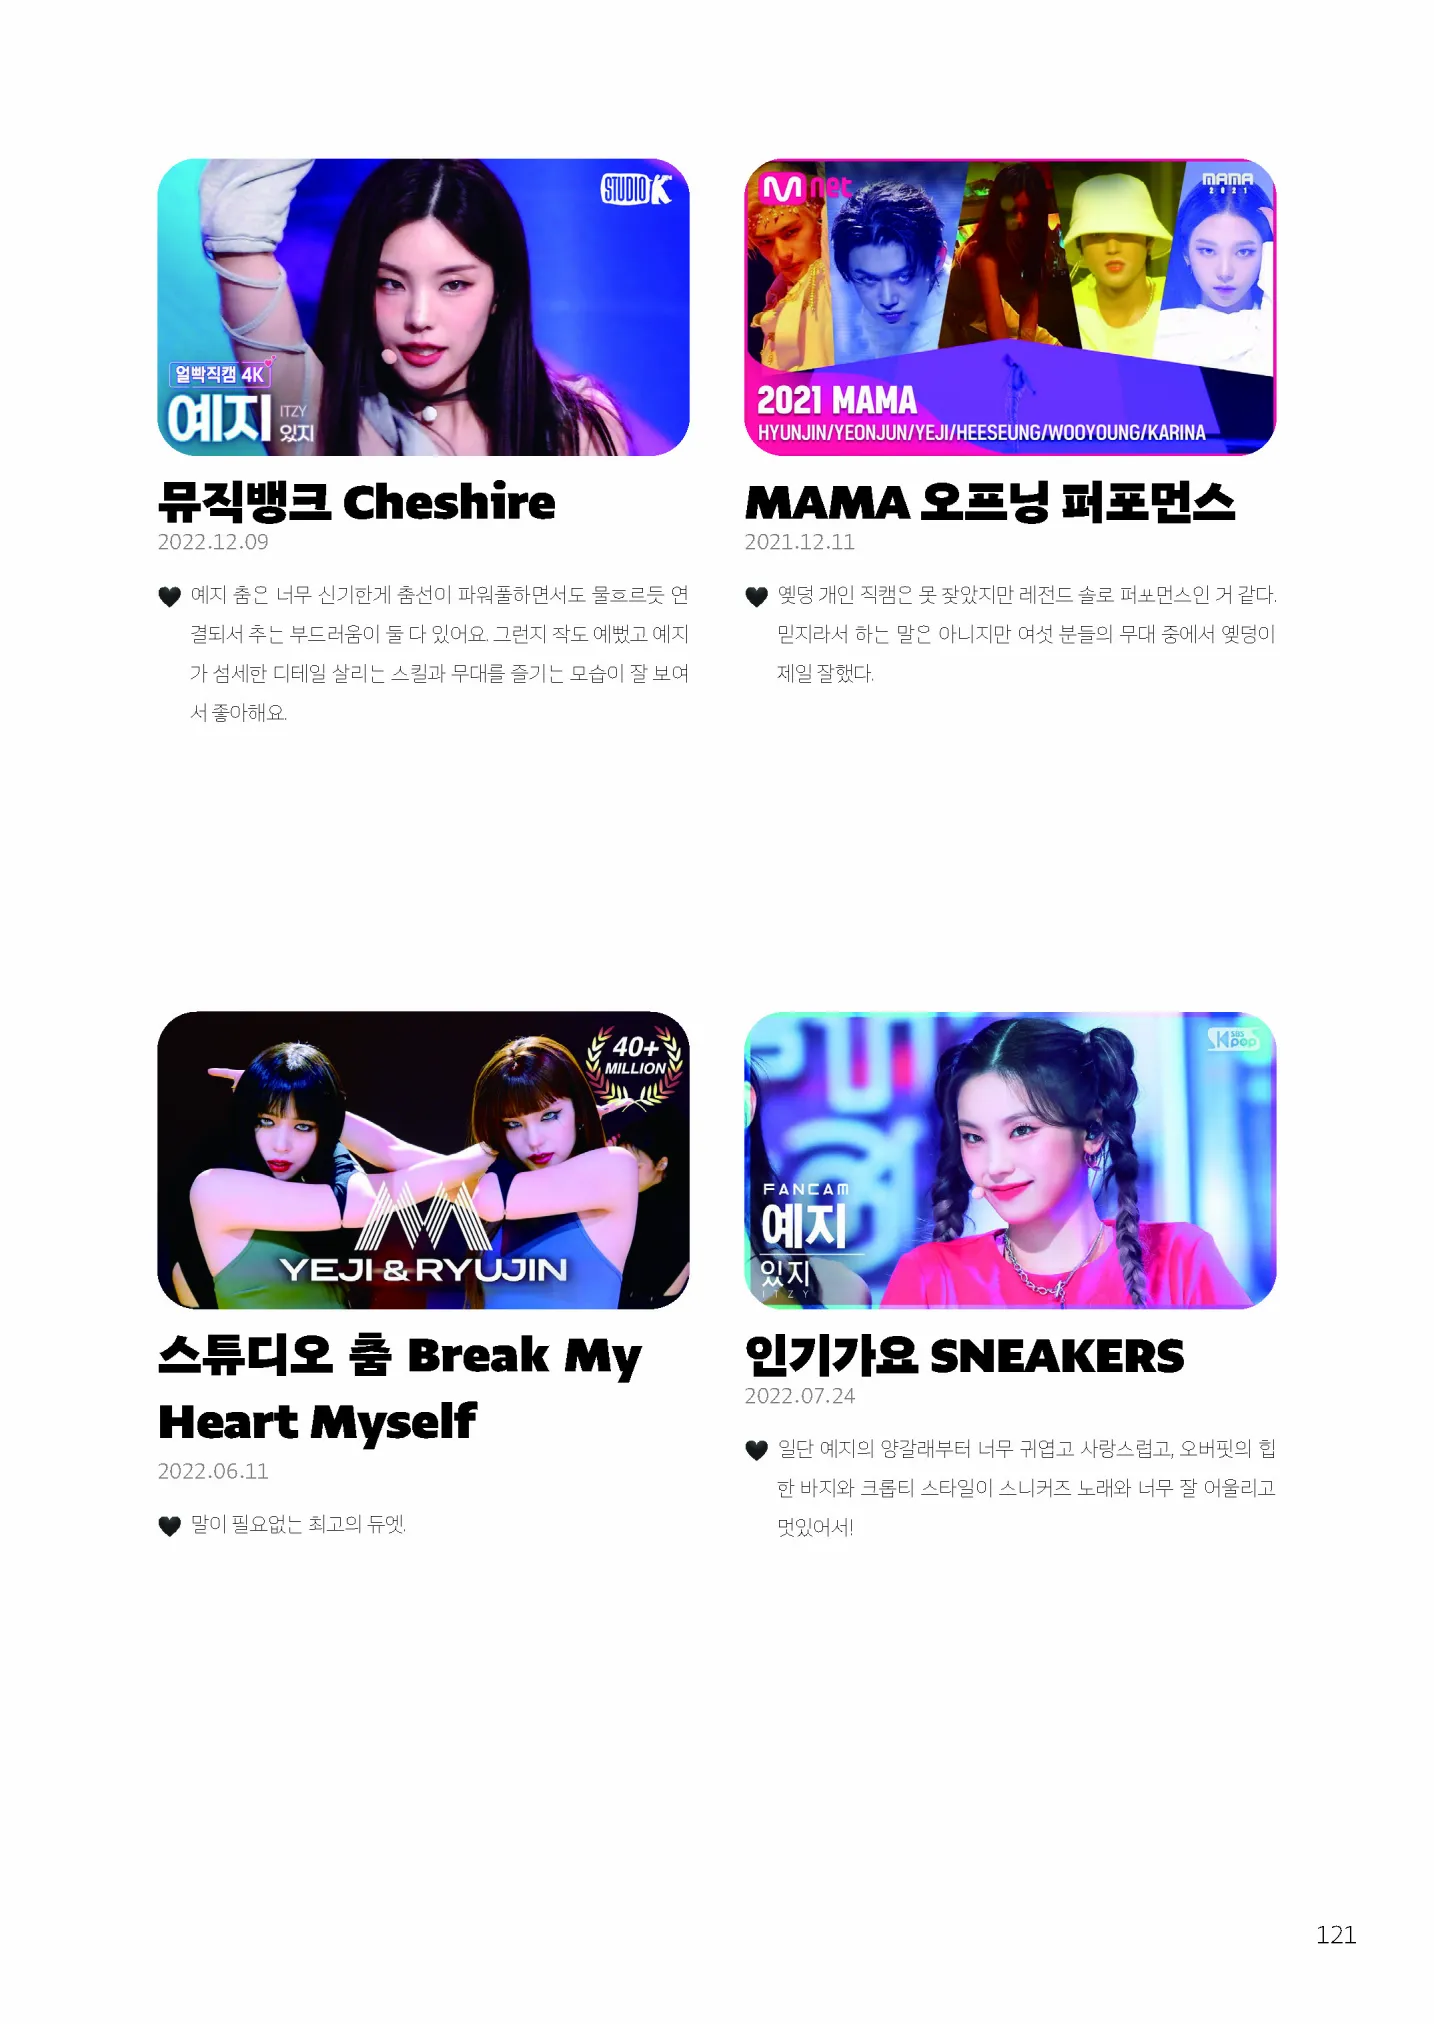 STUDIO K
얼빡직캠 4K
예지 ITZY
있지
뮤직뱅크 Cheshire
2022.12.09
예지 춤은 너무 신기한게 춤선이 파워풀하면서도 물흐르듯 연
결되서 추는 부드러움이 둘 다 있어요. 그런지 착도 예뻤고 예지
가 섬세한 디테일 살리는 스킬과 무대를 즐기는 모습이 잘 보여
서 좋아해요.
M net
MAMA
2021
2021 MAMA
HYUNJIN/YEONJUN/YEJI/HEESEUNG/WOOYOUNG/KARINA
MAMA 오프닝 퍼포먼스
2021.12.11
옛덩 개인 직캠은 못 찾았지만 레전드 솔로 퍼포먼스인 거 같다.
믿지라서 하는 말은 아니지만 여섯 분들의 무대 중에서 옛덩이
제일 잘했다.
40+
MILLION
YEJI & RYUJIN
스튜디오 춤 Break My
Heart Myself
2022.06.11
말이 필요없는 최고의 듀엣.
SBS
Kpop
FANCAM
예지
있지
ITZY
인기가요 SNEAKERS
2022.07.24
일단 예지의 양갈래부터 너무 귀엽고 사랑스럽고, 오버핏의 힙
한 바지와 크롭티 스타일이 스니커즈 노래와 너무 잘 어울리고
멋있어서!
121